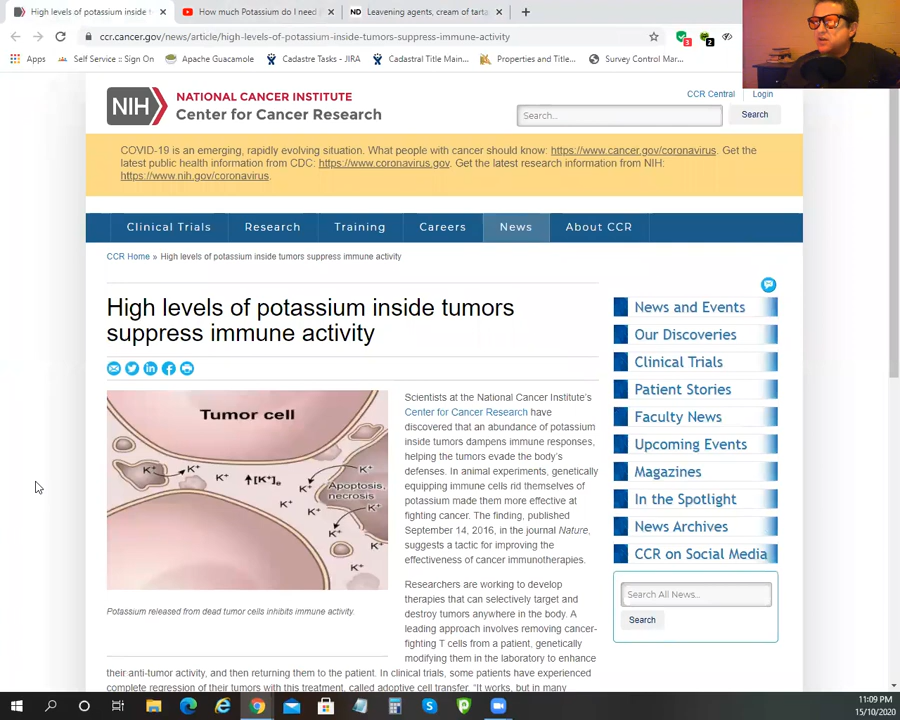 High levels of potassium inside t
How much Potassium do I need
ND Leavening agents, cream of tarta
ccr.cancer.gov/news/article/high-levels-of-potassium-inside-tumors-suppress-immune-activity
3
2
Apps
Self Service :: Sign On
Apache Guacamole
Cadastre Tasks - JIRA
Cadastral Title Main...
Properties and Title...
Survey Control Mar...
CCR Central
Login
NIH
NATIONAL CANCER INSTITUTE
Center for Cancer Research
Search...
Search
COVID-19 is an emerging, rapidly evolving situation. What people with cancer should know: https://www.cancer.gov/coronavirus. Get the
latest public health information from CDC: https://www.coronavirus.gov. Get the latest research information from NIH:
https://www.nih.gov/coronavirus.
Clinical Trials
Research
Training
Careers
News
About CCR
CCR Home » High levels of potassium inside tumors suppress immune activity
High levels of potassium inside tumors
suppress immune activity
Tumor cell
K+
K+
K+
↑[K+]e
K+
K+
Apoptosis,
necrosis
K+
K+
K+
K+
K+
K+
Potassium released from dead tumor cells inhibits immune activity.
Scientists at the National Cancer Institute's
Center for Cancer Research have
discovered that an abundance of potassium
inside tumors dampens immune responses,
helping the tumors evade the body's
defenses. In animal experiments, genetically
equipping immune cells rid themselves of
potassium made them more effective at
fighting cancer. The finding, published
September 14, 2016, in the journal Nature,
suggests a tactic for improving the
effectiveness of cancer immunotherapies.
Researchers are working to develop
therapies that can selectively target and
destroy tumors anywhere in the body. A
leading approach involves removing cancer-
fighting T cells from a patient, genetically
modifying them in the laboratory to enhance
their anti-tumor activity, and then returning them to the patient. In clinical trials, some patients have experienced
complete regression of their tumors with this treatment, called adoptive cell transfer. "It works, but in many
News and Events
Our Discoveries
Clinical Trials
Patient Stories
Faculty News
Upcoming Events
Magazines
In the Spotlight
News Archives
CCR on Social Media
Search All News...
Search
11:09 PM
15/10/2020